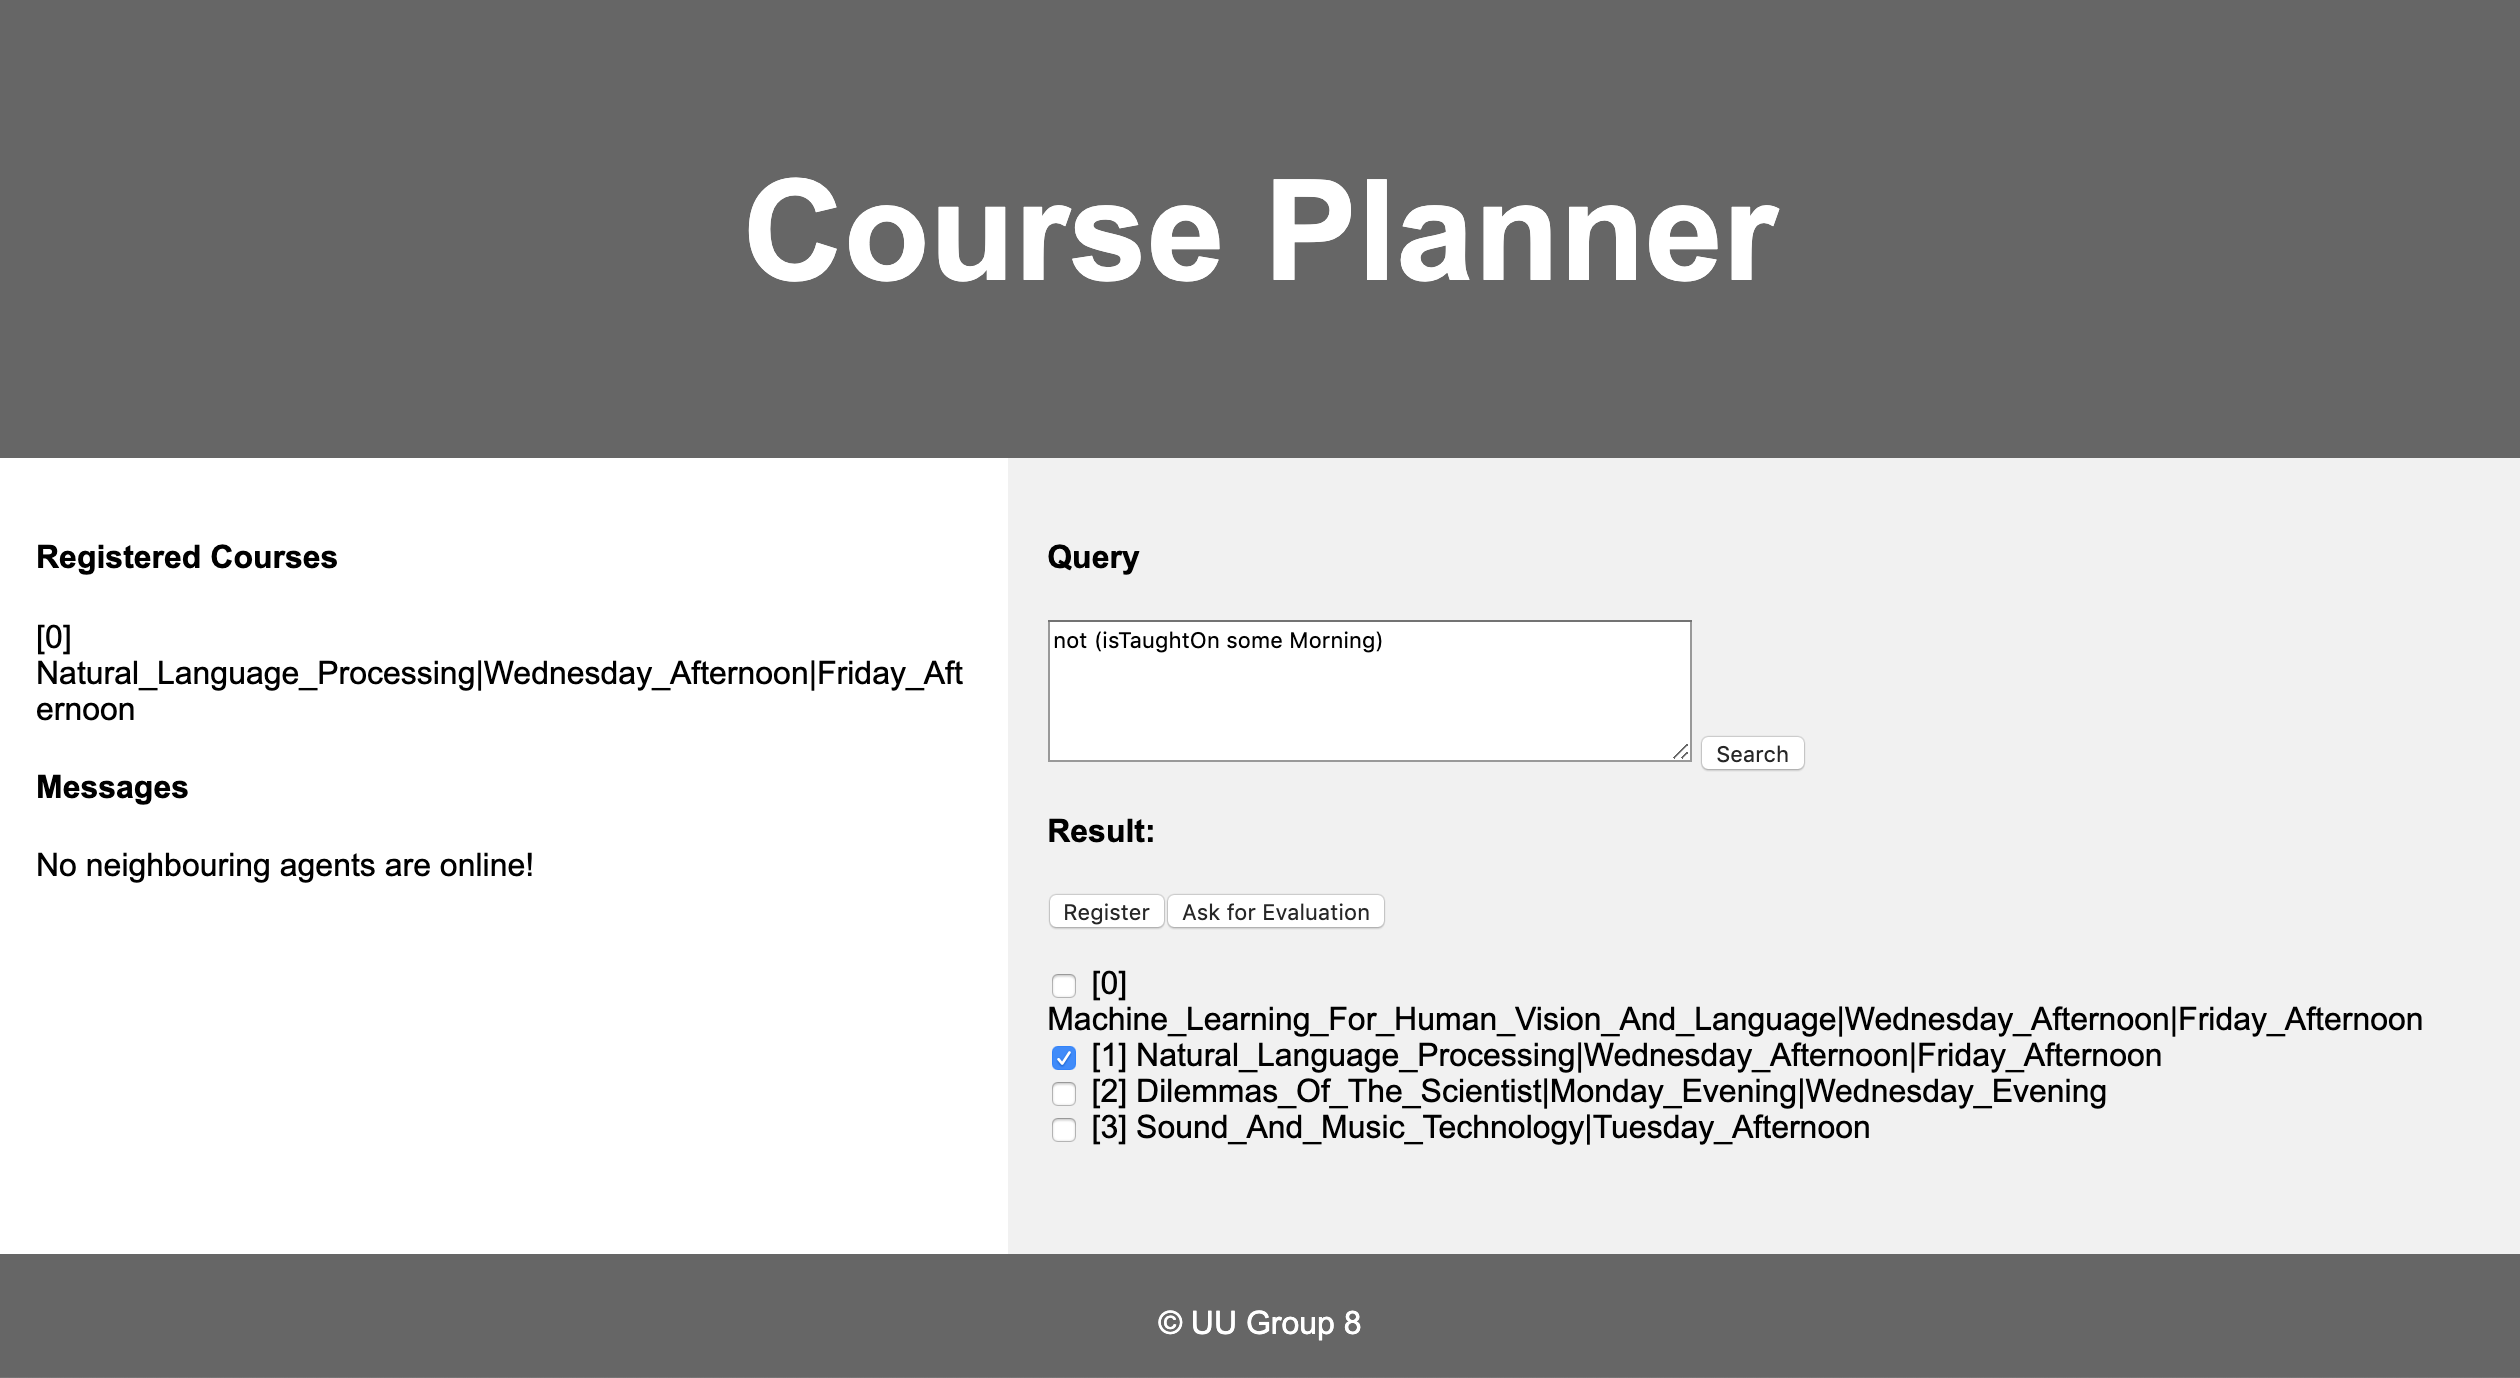 Course Planner
Registered Courses
[0]
Natural_Language_Processing|Wednesday_Afternoon|Friday_Aft
ernoon
Messages
No neighbouring agents are online!
Query
not (isTaughtOn some Morning)
Search
Result:
Register Ask for Evaluation
[0]
Machine_Learning_For_Human_Vision_And_Language|Wednesday_Afternoon|Friday_Afternoon
[1] Natural_Language_Processing|Wednesday_Afternoon|Friday_Afternoon
[2] Dilemmas_Of_The_Scientist|Monday_Evening|Wednesday_Evening
[3] Sound_And_Music_Technology|Tuesday_Afternoon
© UU Group 8